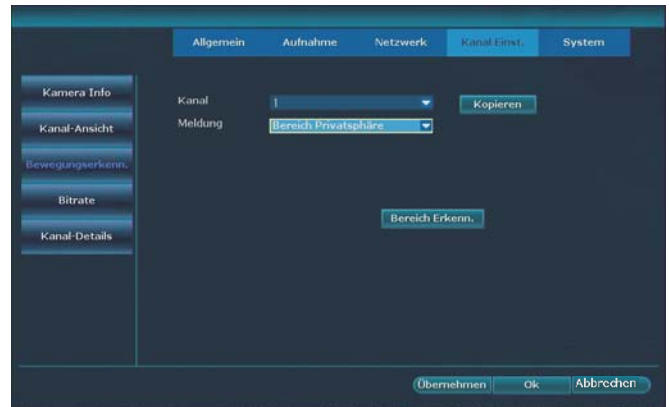 Allgemein Aufnahme Netzwerk Kanal Einst. System
Kamera Info
Kanal-Ansicht
Bewegungserkenn.
Bitrate
Kanal-Details
Kanal 1 Kopieren
Meldung Bereich Privatsphäre
Bereich Erkenn.
Übernehmen Ok Abbrechen